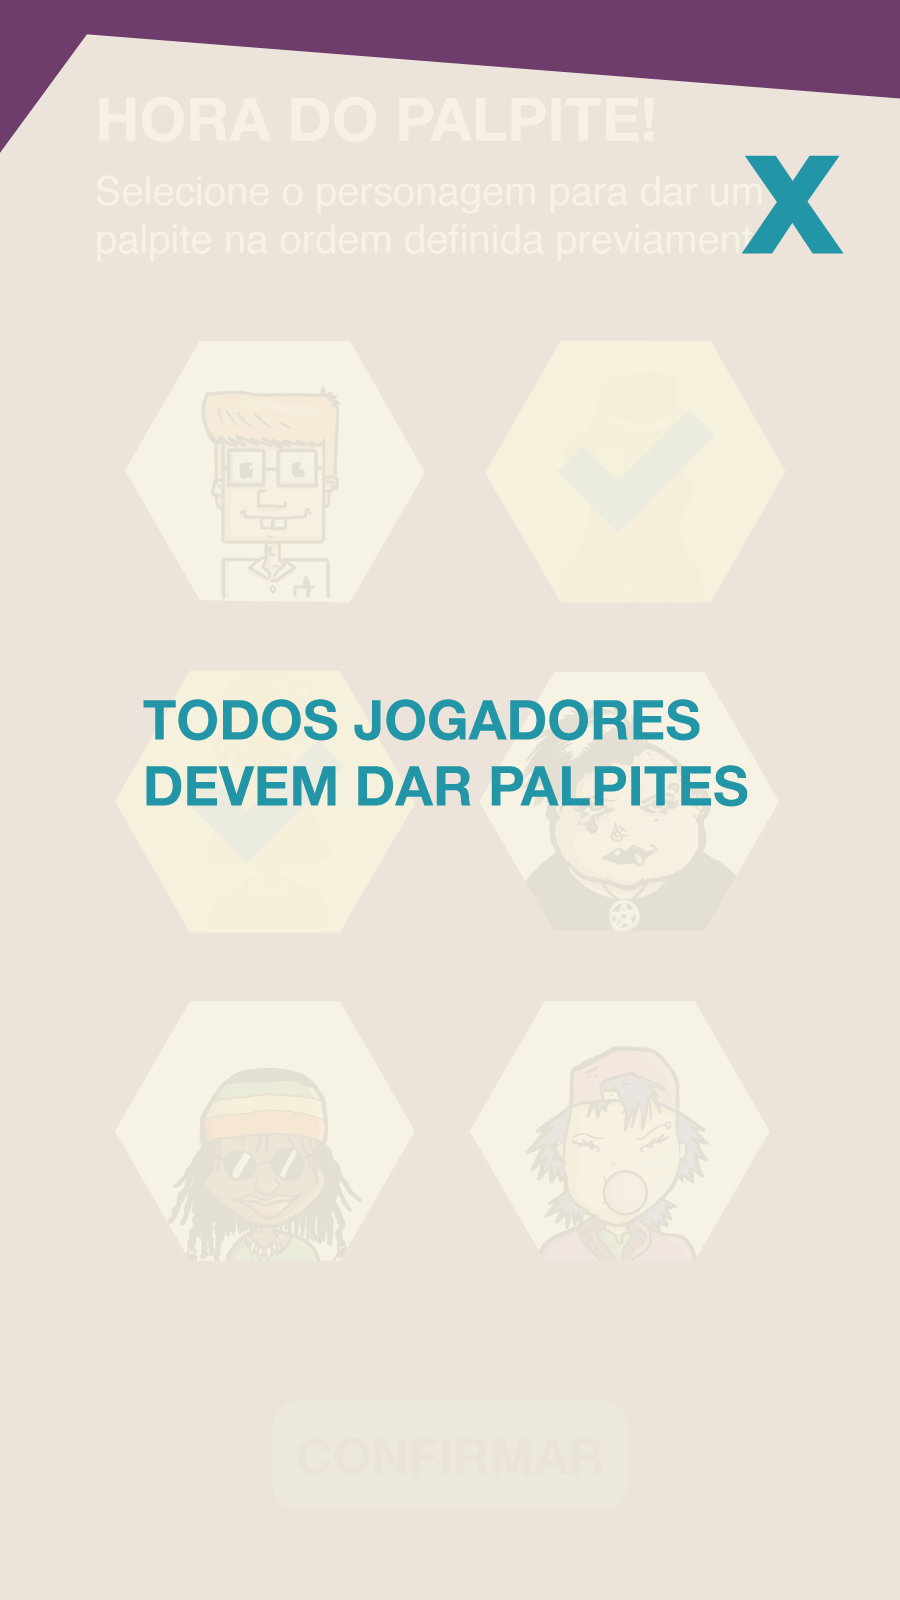 HORA DO PALPITE!
Selecione o personagem para dar um
palpite na ordem definida previament
X
TODOS JOGADORES
DEVEM DAR PALPITES
CONFIRMAR